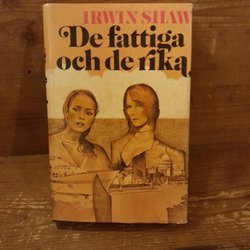 IRWIN SHAW
De fattiga
och de rika